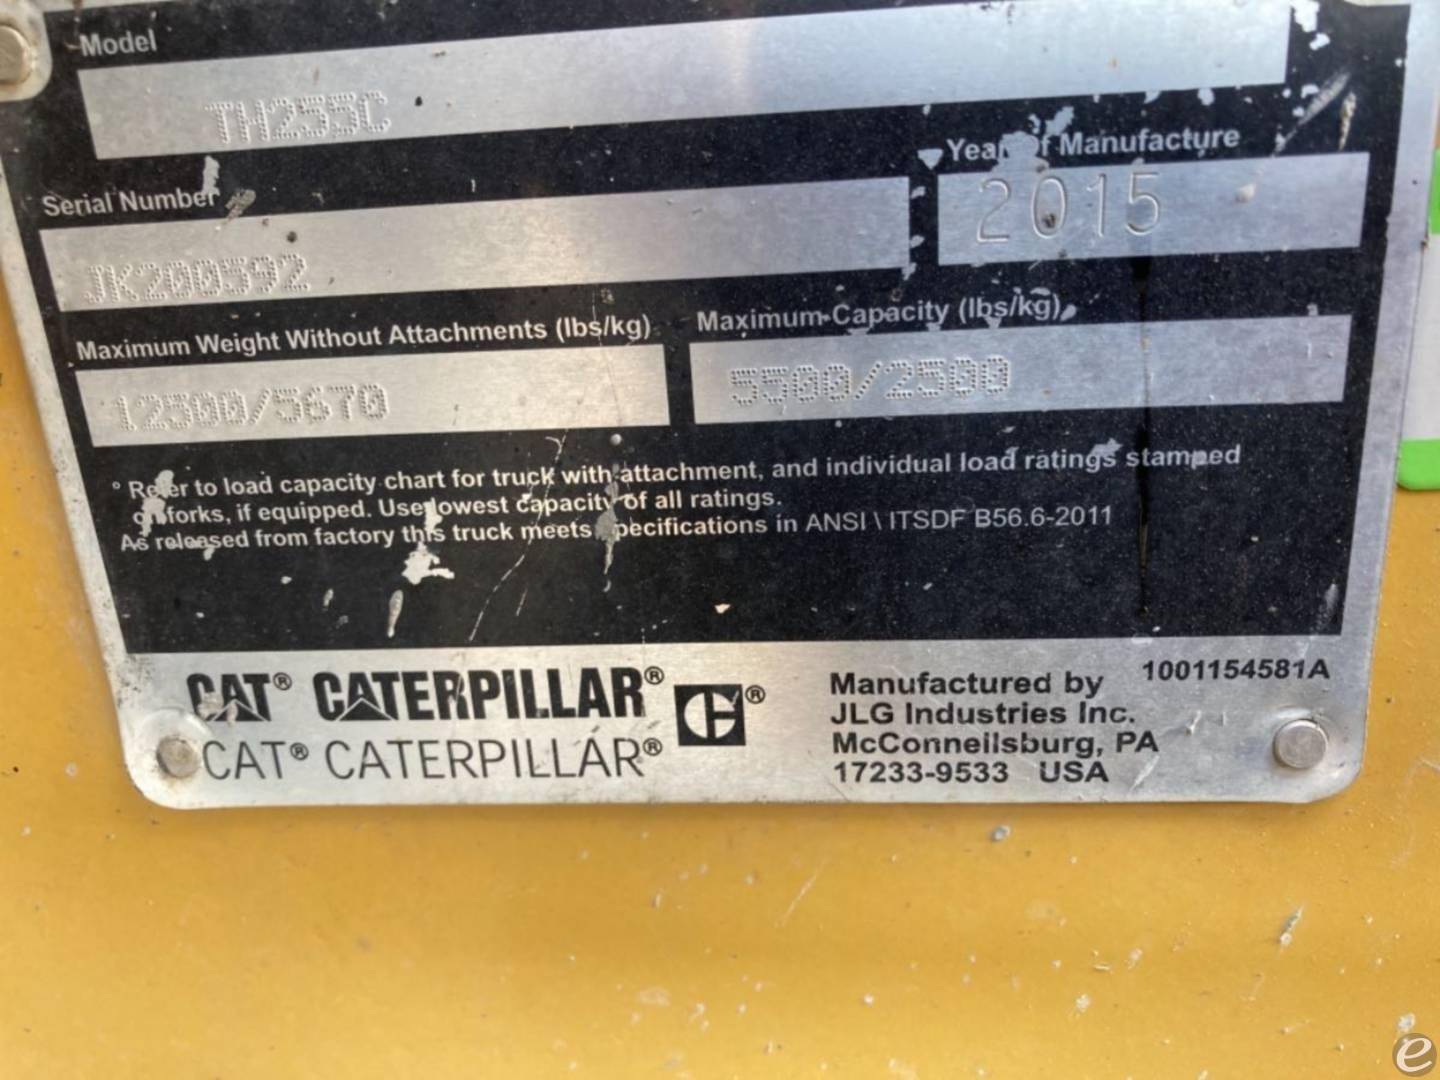 Model
TH255C
Serial Number
Year Of Manufacture
JK200592
2015
Maximum Weight Without Attachments (lbs/kg)
Maximum Capacity (lbs/kg)
12500/5670
5500/2500
° Refer to load capacity chart for truck with attachment, and individual load ratings stamped
on forks, if equipped. Use lowest capacity of all ratings.
As released from factory this truck meets specifications in ANSI \ ITSDF B56.6-2011
CAT® CATERPILLAR® ®
CAT® CATERPILLAR®
1001154581A
Manufactured by
JLG Industries Inc.
McConnellsburg, PA
17233-9533 USA
e